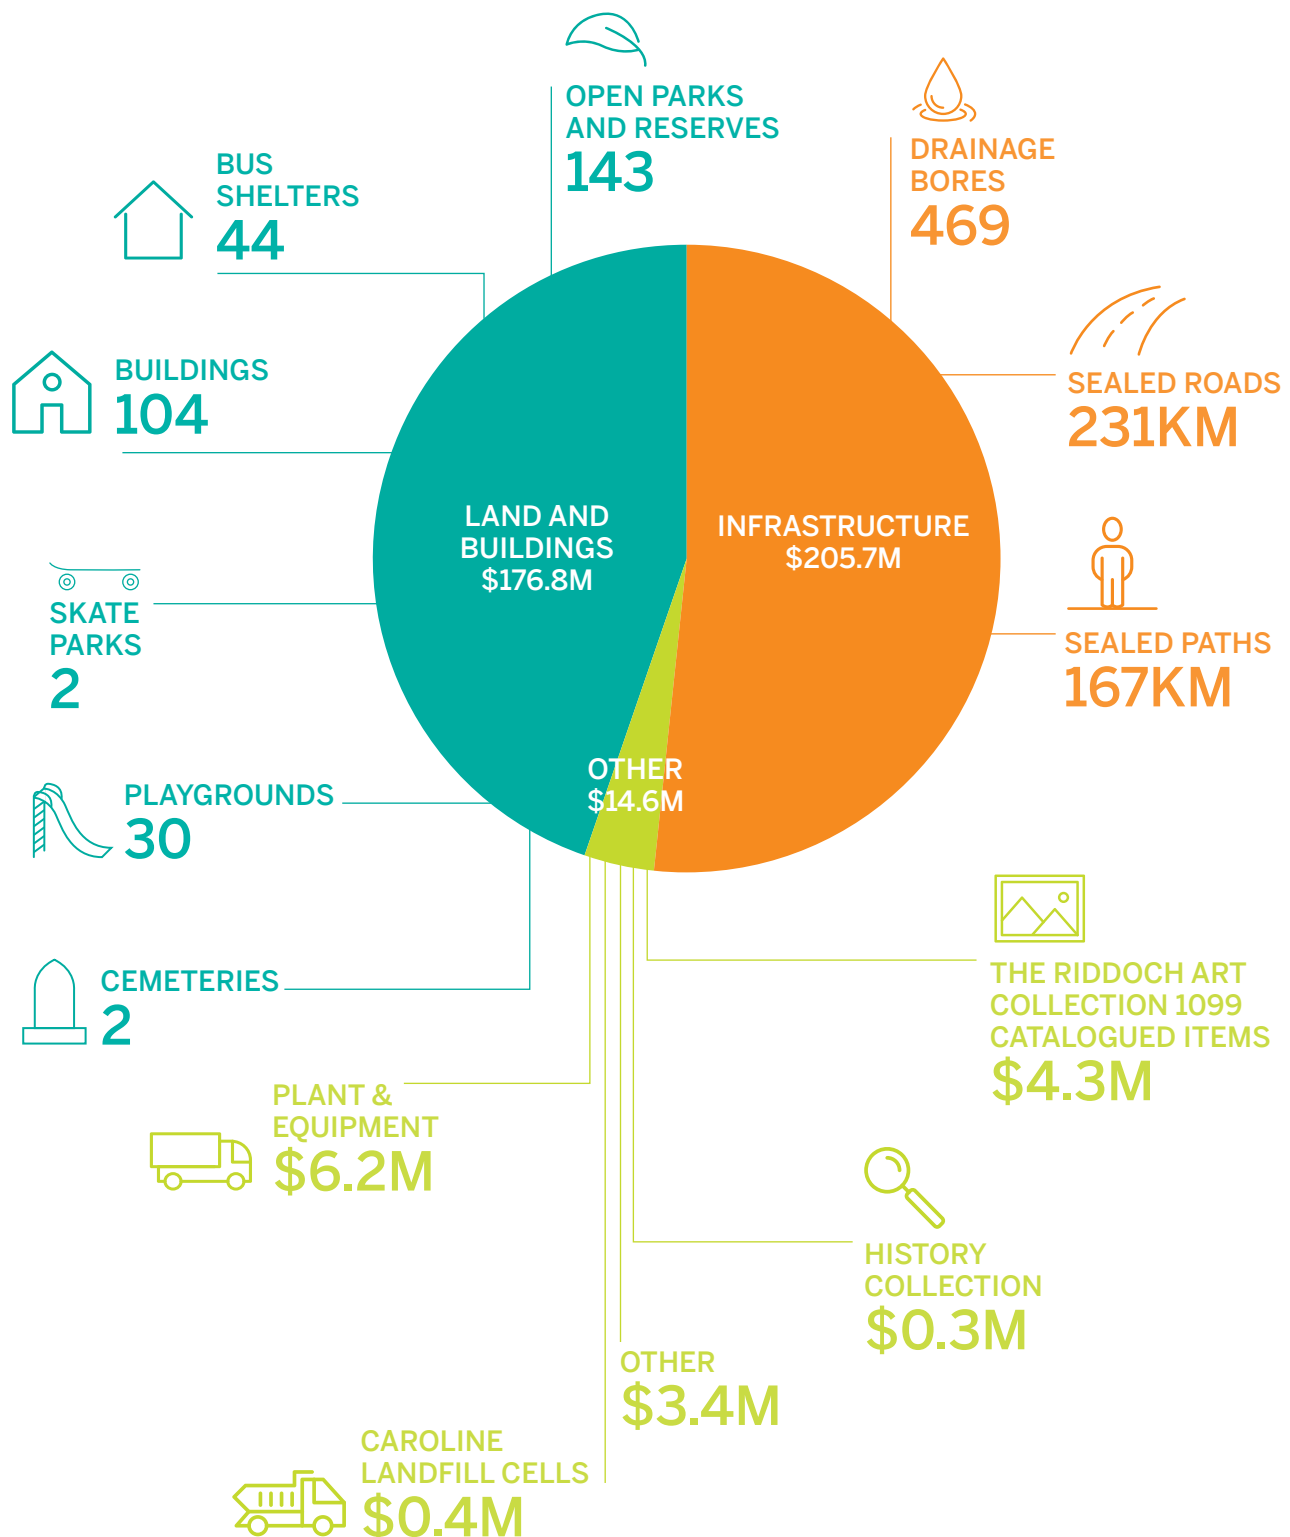 OPEN PARKS
AND RESERVES
143
DRAINAGE
BORES
469
BUS
SHELTERS
44
SEALED ROADS
231KM
BUILDINGS
104
LAND AND
BUILDINGS
$176.8M
INFRASTRUCTURE
$205.7M
SKATE
PARKS
2
SEALED PATHS
167KM
OTHER
$14.6M
PLAYGROUNDS
30
CEMETERIES
2
THE RIDDOCH ART
COLLECTION 1099
CATALOGUED ITEMS
$4.3M
PLANT &
EQUIPMENT
$6.2M
HISTORY
COLLECTION
$0.3M
OTHER
$3.4M
CAROLINE
LANDFILL CELLS
$0.4M